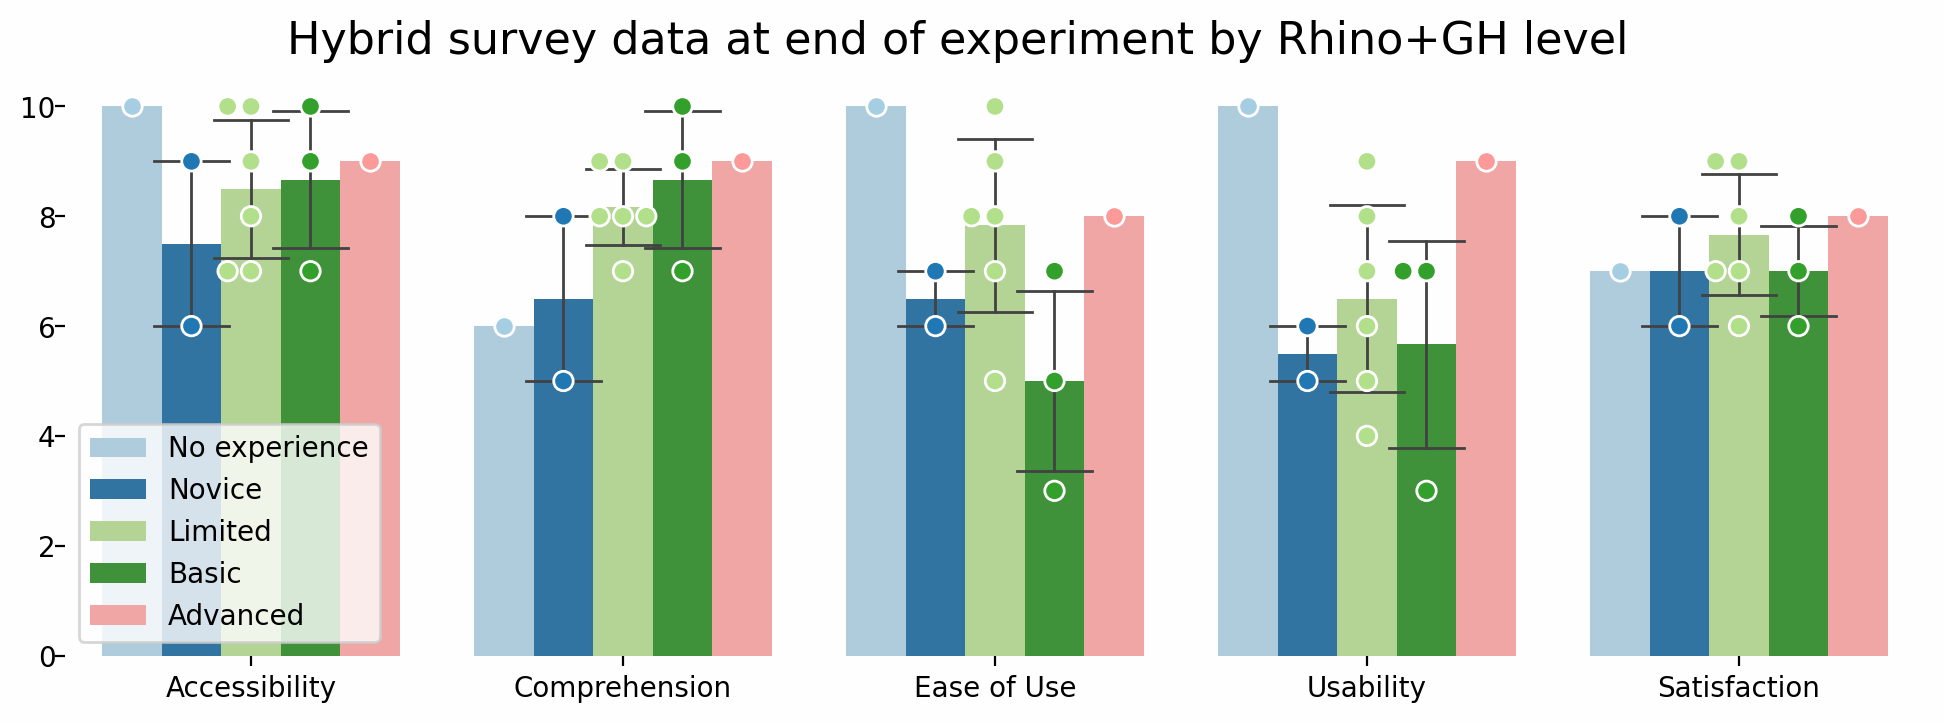 Hybrid survey data at end of experiment by Rhino+GH level
10
8
6
4
2
0
No experience
Novice
Limited
Basic
Advanced
Accessibility
Comprehension
Ease of Use
Usability
Satisfaction